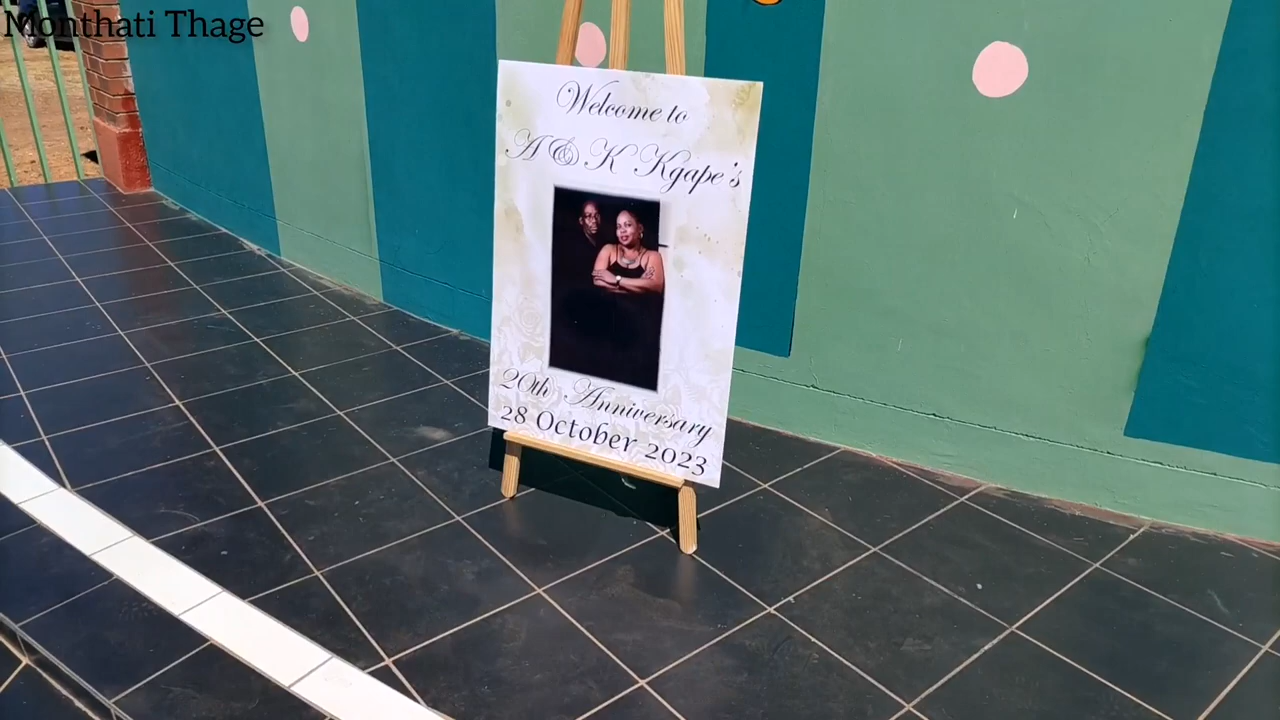 Monthati Thage
Welcome to
A & K Kgape's
20th Anniversary
28 October 2023